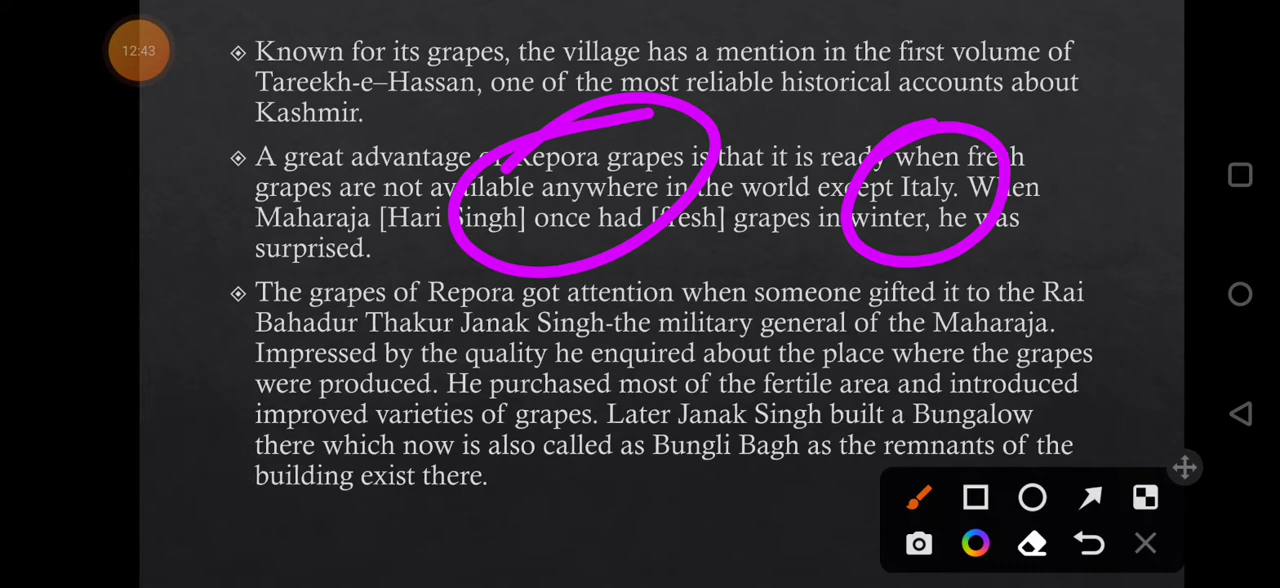 12:43
Known for its grapes, the village has a mention in the first volume of
Tareekh-e–Hassan, one of the most reliable historical accounts about
Kashmir.
A great advantage of Repora grapes is that it is ready when fresh
grapes are not available anywhere in the world except Italy. When
Maharaja [Hari Singh] once had [fresh] grapes in winter, he was
surprised.
The grapes of Repora got attention when someone gifted it to the Rai
Bahadur Thakur Janak Singh-the military general of the Maharaja.
Impressed by the quality he enquired about the place where the grapes
were produced. He purchased most of the fertile area and introduced
improved varieties of grapes. Later Janak Singh built a Bungalow
there which now is also called as Bungli Bagh as the remnants of the
building exist there.